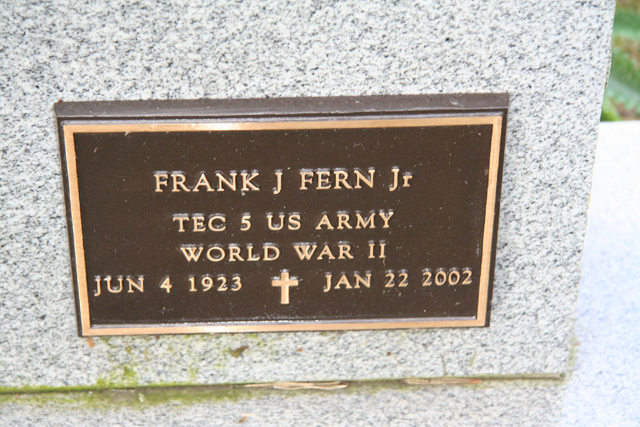 FRANK J FERN Jr
TEC 5 US ARMY
WORLD WAR II
JUN 4 1923 JAN 22 2002